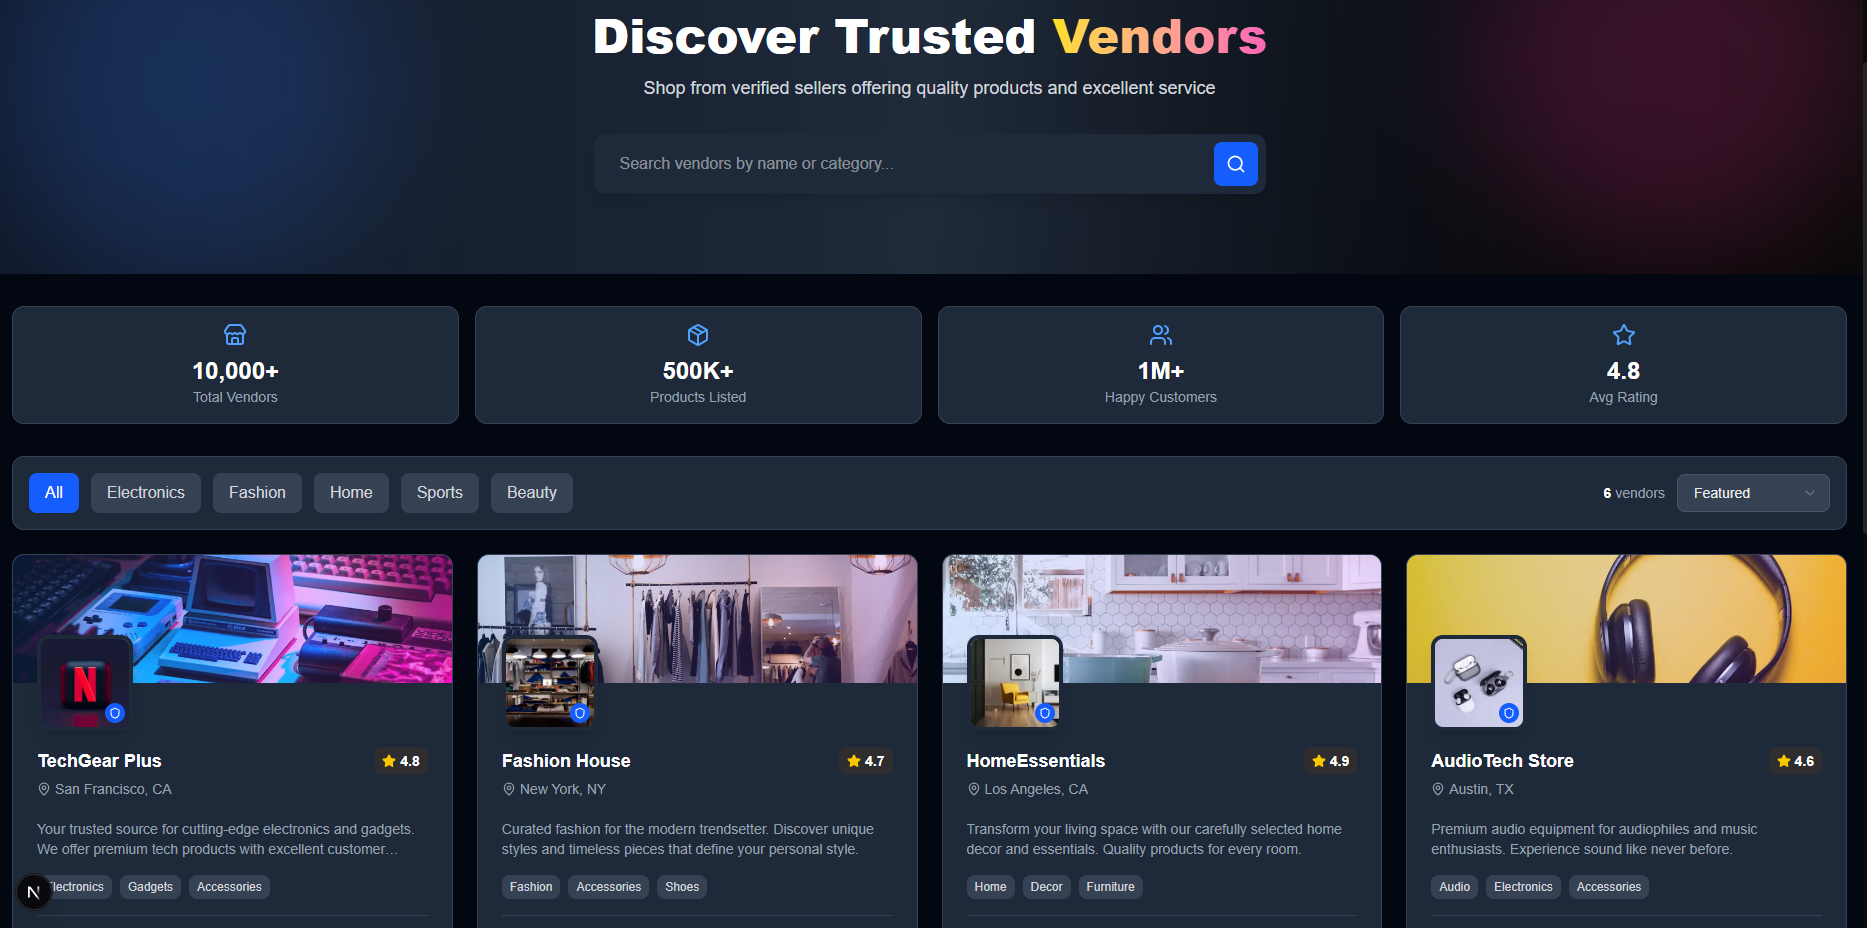 Discover Trusted Vendors
Shop from verified sellers offering quality products and excellent service
Search vendors by name or category...
10,000+
Total Vendors
500K+
Products Listed
1M+
Happy Customers
4.8
Avg Rating
All
Electronics
Fashion
Home
Sports
Beauty
6 vendors
Featured
N
TechGear Plus
4.8
San Francisco, CA
Your trusted source for cutting-edge electronics and gadgets.
We offer premium tech products with excellent customer...
Electronics
Gadgets
Accessories
Fashion House
4.7
New York, NY
Curated fashion for the modern trendsetter. Discover unique
styles and timeless pieces that define your personal style.
Fashion
Accessories
Shoes
HomeEssentials
4.9
Los Angeles, CA
Transform your living space with our carefully selected home
decor and essentials. Quality products for every room.
Home
Decor
Furniture
AudioTech Store
4.6
Austin, TX
Premium audio equipment for audiophiles and music
enthusiasts. Experience sound like never before.
Audio
Electronics
Accessories
N